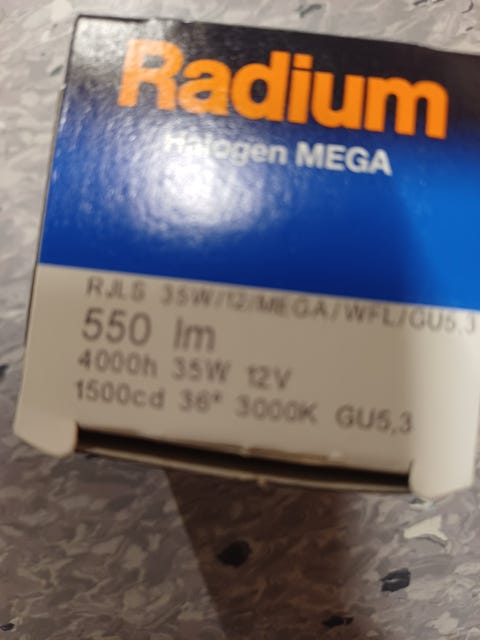 Radium
Halogen MEGA
RJLS 35W/12/MEGA/WFL/GU5,3
550 lm
4000h 35W 12V
1500cd 36° 3000K GU5,3